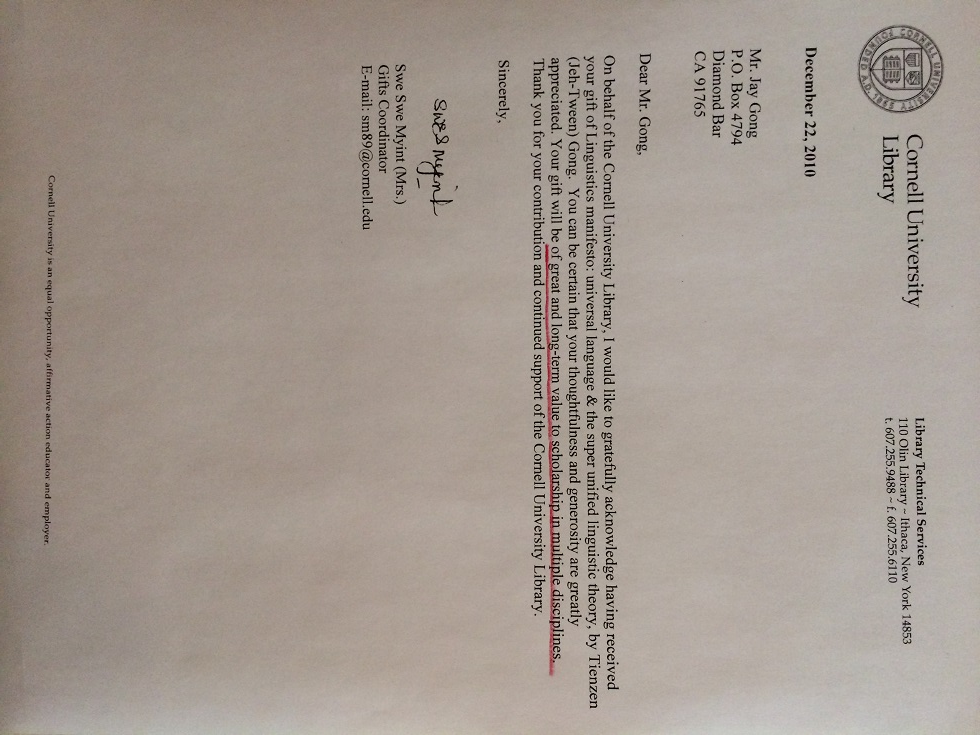 Cornell University
Library
Library Technical Services
110 Olin Library ~ Ithaca, New York 14853
t. 607.255.9488 ~ f. 607.255.6110
December 22, 2010
Mr. Jay Gong
P.O. Box 4794
Diamond Bar
CA 91765
Dear Mr. Gong,
On behalf of the Cornell University Library, I would like to gratefully acknowledge having received
your gift of Linguistics manifesto: universal language & the super unified linguistic theory, by Tienzen
(Jeh-Tween) Gong. You can be certain that your thoughtfulness and generosity are greatly
appreciated. Your gift will be of great and long-term value to scholarship in multiple disciplines.
Thank you for your contribution and continued support of the Cornell University Library.
Sincerely,
Swe Swe Myint (Mrs.)
Gifts Coordinator
E-mail: sm89@cornell.edu
Cornell University is an equal opportunity, affirmative action educator and employer.